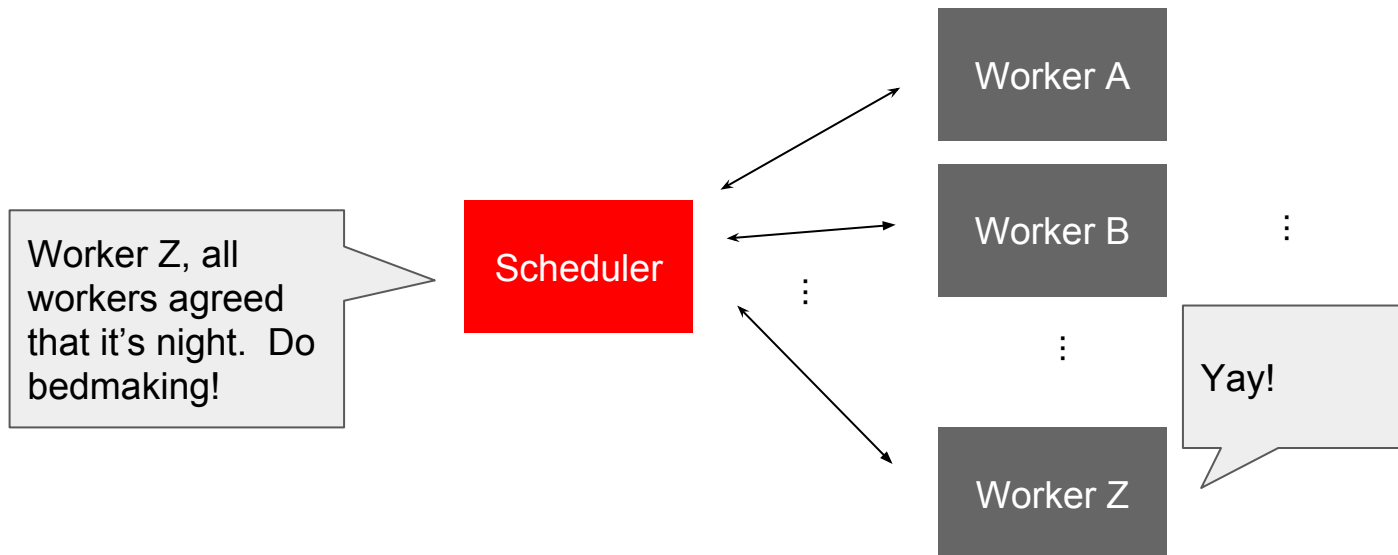 Worker A
Worker B
Scheduler
Worker Z, all
workers agreed
that it’s night.  Do
bedmaking!
Yay!
Worker Z